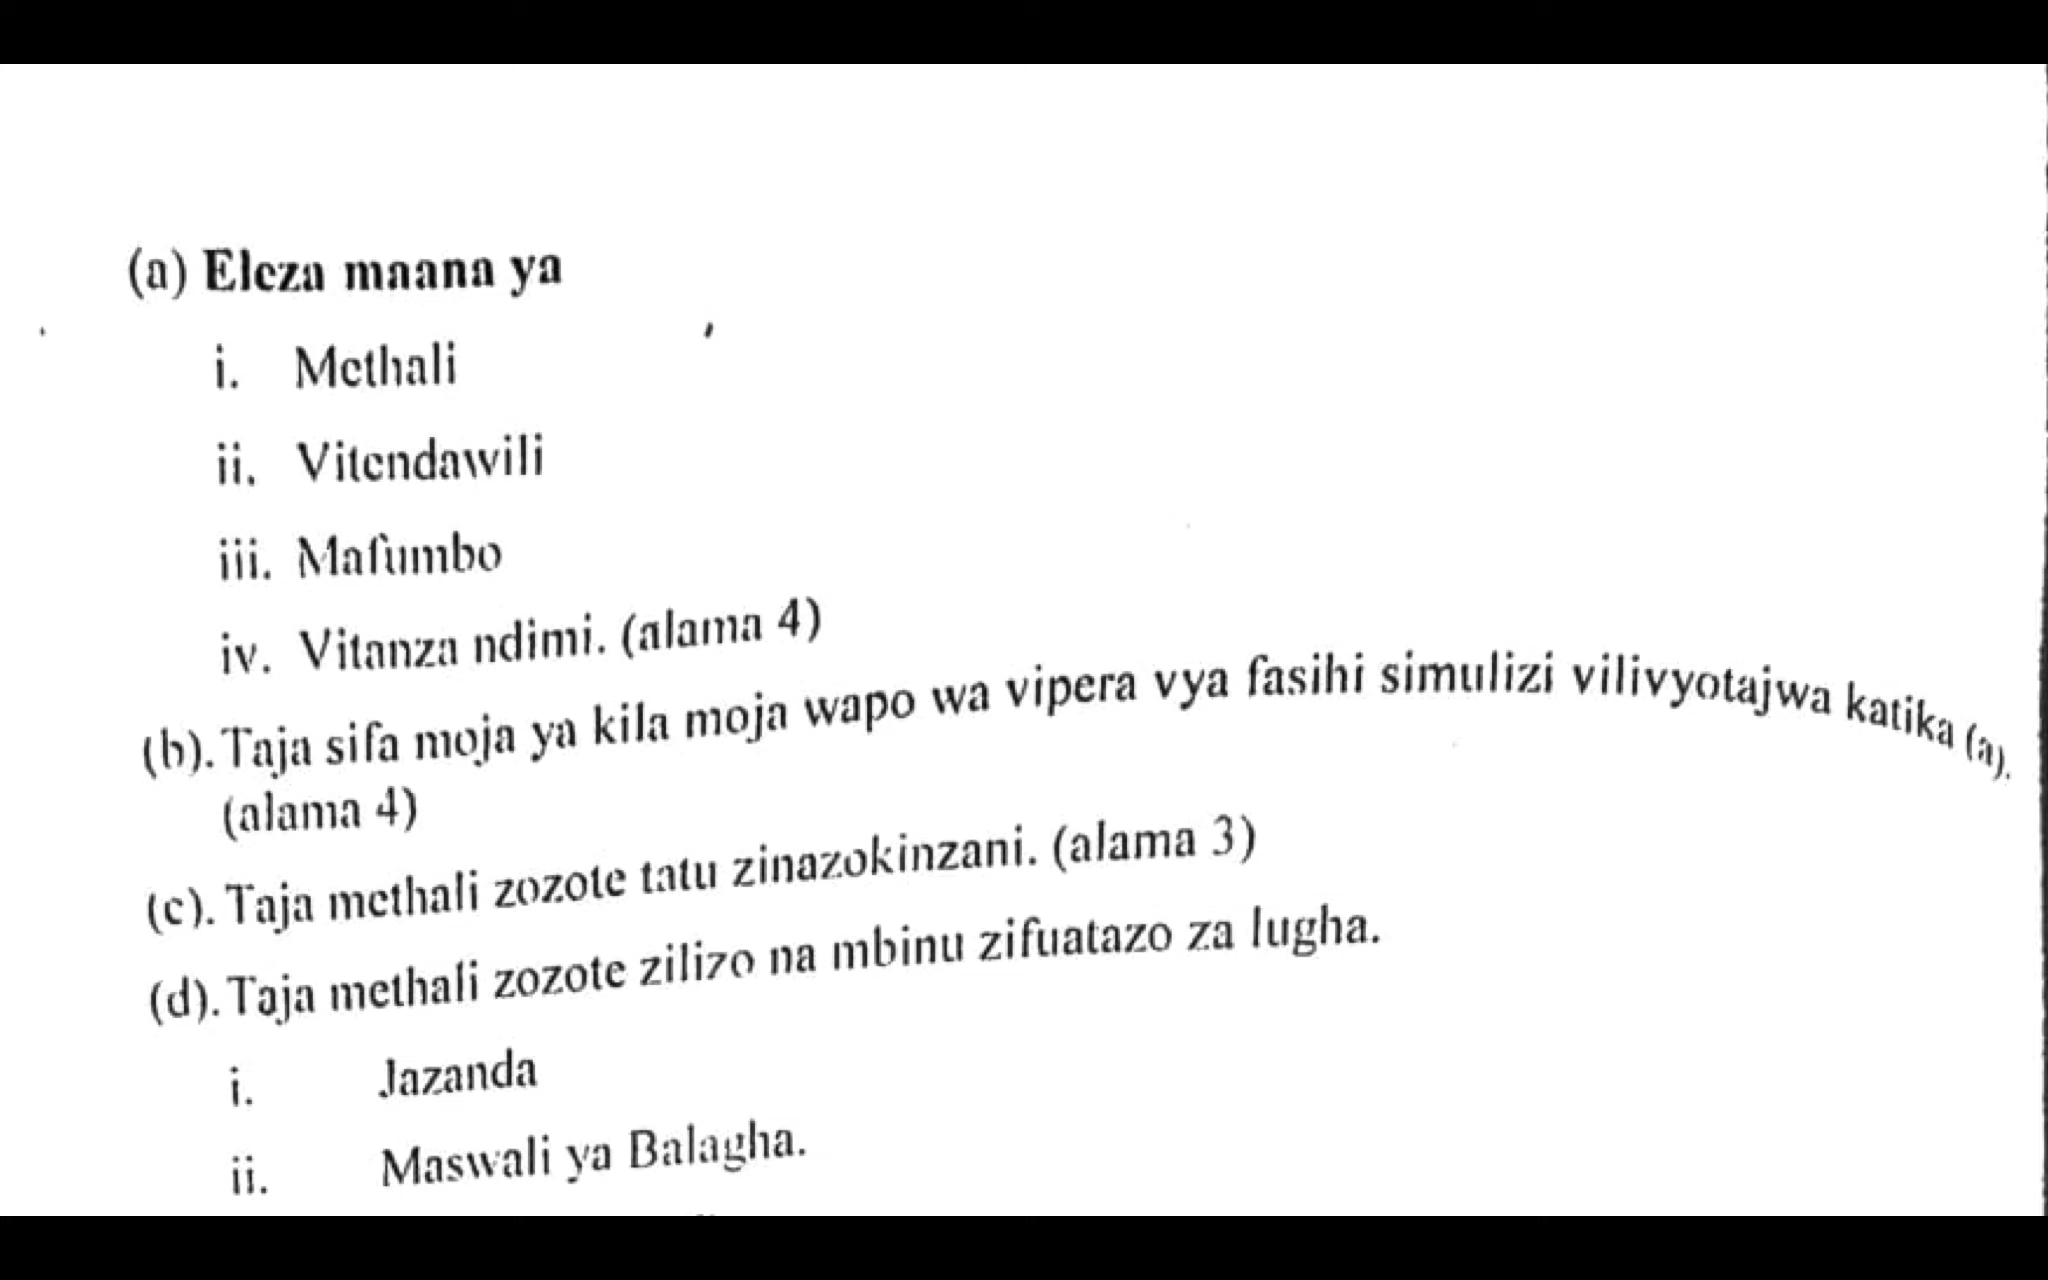 (a) Eleza maana ya
i. Methali
ii. Vitendawili
iii. Mafumbo
iv. Vitanza ndimi. (alama 4)
(b). Taja sifa moja ya kila moja wapo wa vipera vya fasihi simulizi vilivyotajwa katika (a).
(alama 4)
(c). Taja methali zozote tatu zinazokinzani. (alama 3)
(d). Taja methali zozote zilizo na mbinu zifuatazo za lugha.
i. Jazanda
ii. Maswali ya Balagha.